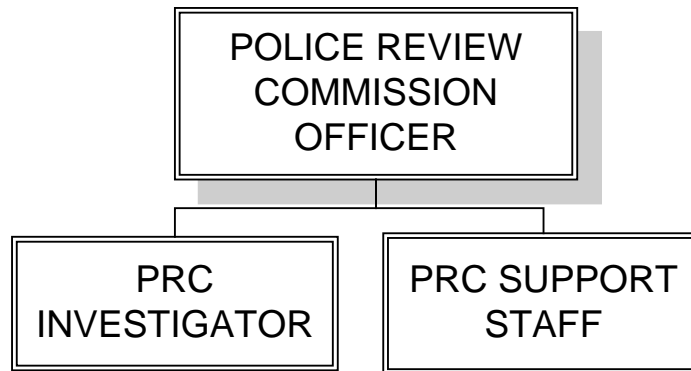 POLICE REVIEW
COMMISSION
OFFICER
PRC
INVESTIGATOR
PRC SUPPORT
STAFF